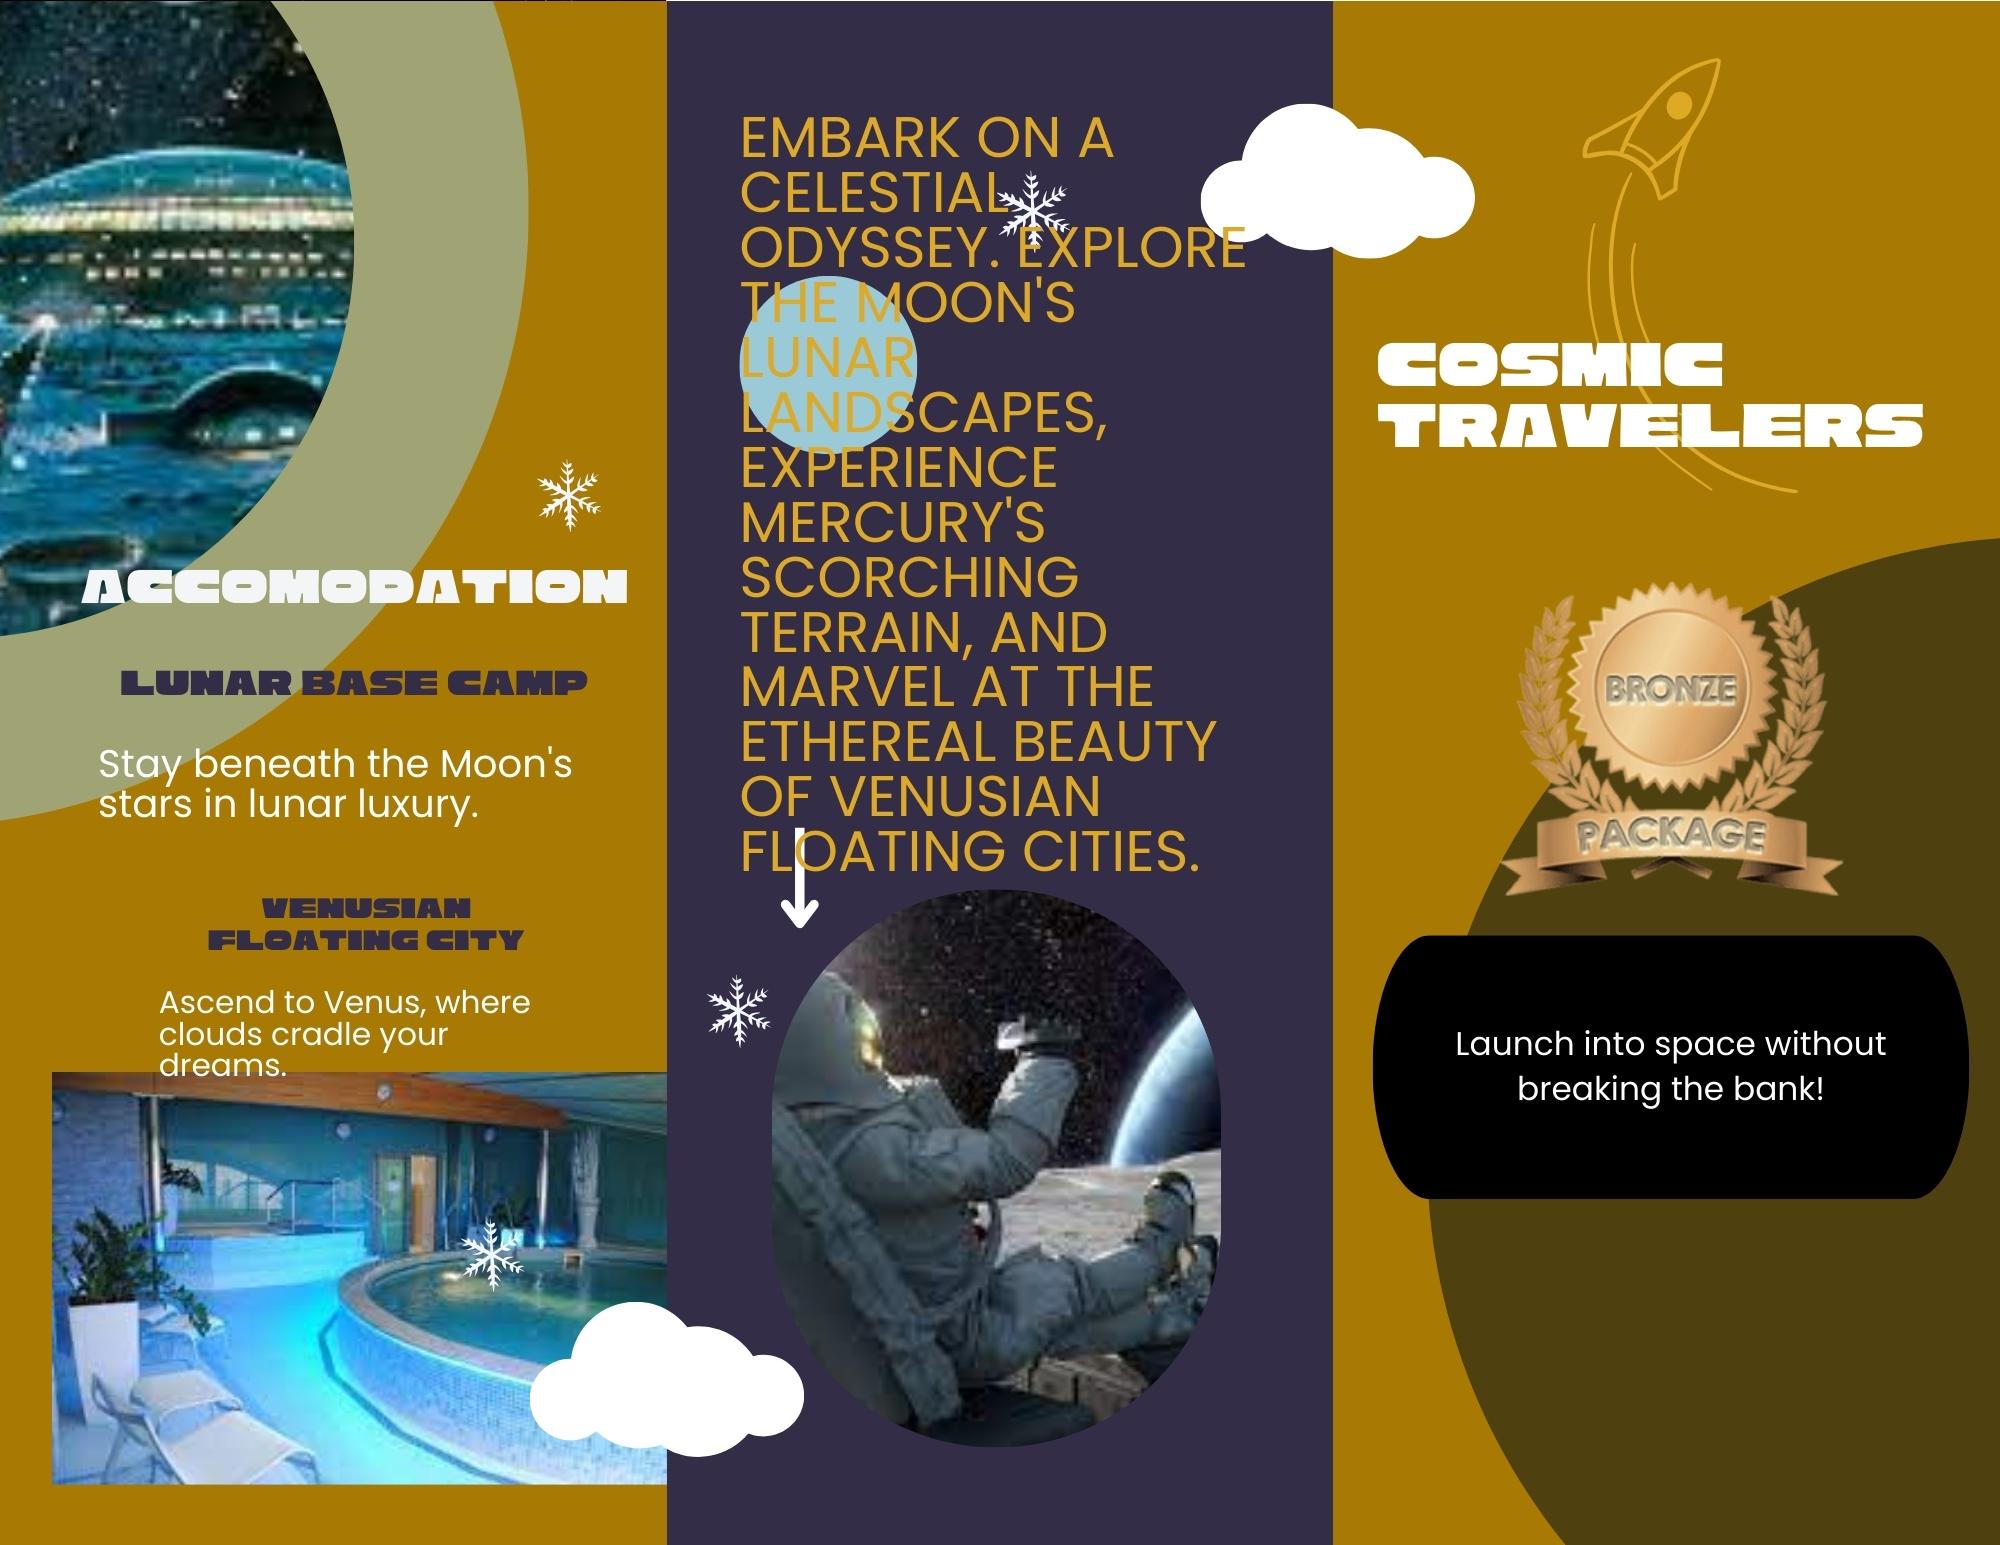 ACCOMODATION
LUNAR BASE CAMP
Stay beneath the Moon's
stars in lunar luxury.
VENUSIAN
FLOATING CITY
Ascend to Venus, where
clouds cradle your
dreams.
EMBARK ON A
CELESTIAL
ODYSSEY. EXPLORE
THE MOON'S
LUNAR
LANDSCAPES,
EXPERIENCE
MERCURY'S
SCORCHING
TERRAIN, AND
MARVEL AT THE
ETHEREAL BEAUTY
OF VENUSIAN
FLOATING CITIES.
COSMIC
TRAVELERS
BRONZE
PACKAGE
Launch into space without
breaking the bank!